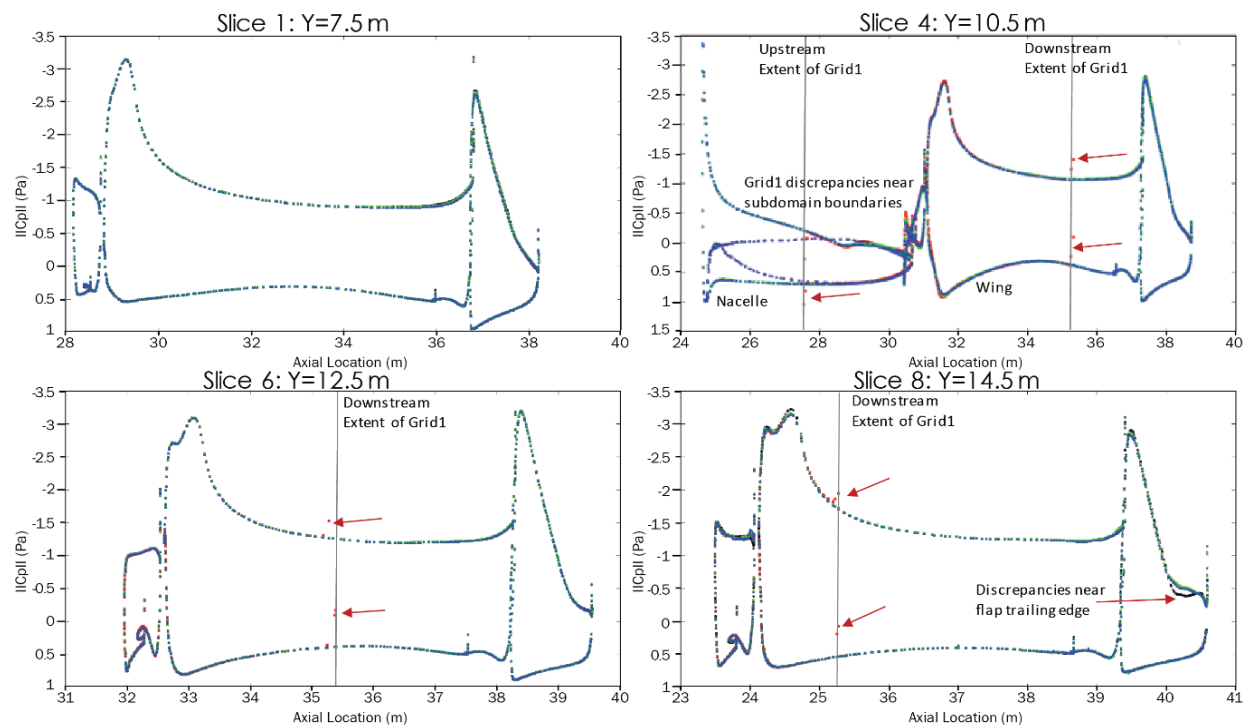 Slice 1: Y=7.5 m
-3.5
-3
-2.5
-2
-1.5
-1
-0.5
0
0.5
1
IICpII (Pa)
28
30
32
34
36
38
40
Axial Location (m)
Slice 4: Y=10.5 m
-3.5
-3
-2.5
-2
-1.5
-1
-0.5
0
0.5
1
1.5
IICpII (Pa)
Upstream
Extent of Grid1
Downstream
Extent of Grid1
Grid1 discrepancies near
subdomain boundaries
Nacelle
Wing
24
26
28
30
32
34
36
38
40
Axial Location (m)
Slice 6: Y=12.5 m
-3.5
-3
-2.5
-2
-1.5
-1
-0.5
0
0.5
1
IICpII (Pa)
Downstream
Extent of Grid1
31
32
33
34
35
36
37
38
39
40
Axial Location (m)
Slice 8: Y=14.5 m
-3.5
-3
-2.5
-2
-1.5
-1
-0.5
0
0.5
1
IICpII (Pa)
Downstream
Extent of Grid1
Discrepancies near
flap trailing edge
23
24
25
36
37
38
39
40
41
Axial Location (m)